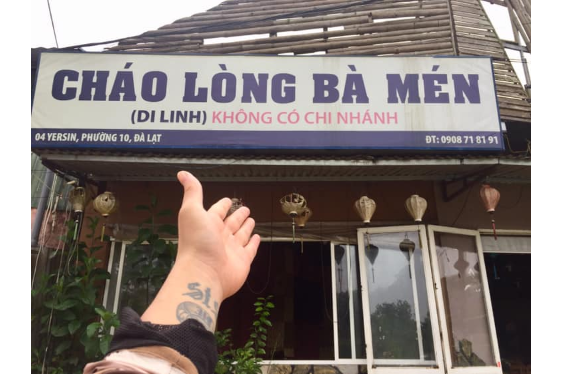 CHÁO LÒNG BÀ MÉN
(DI LINH) KHÔNG CÓ CHI NHÁNH
04 YERSIN, PHƯỜNG 10, ĐÀ LẠT ĐT: 0908 71 81 91